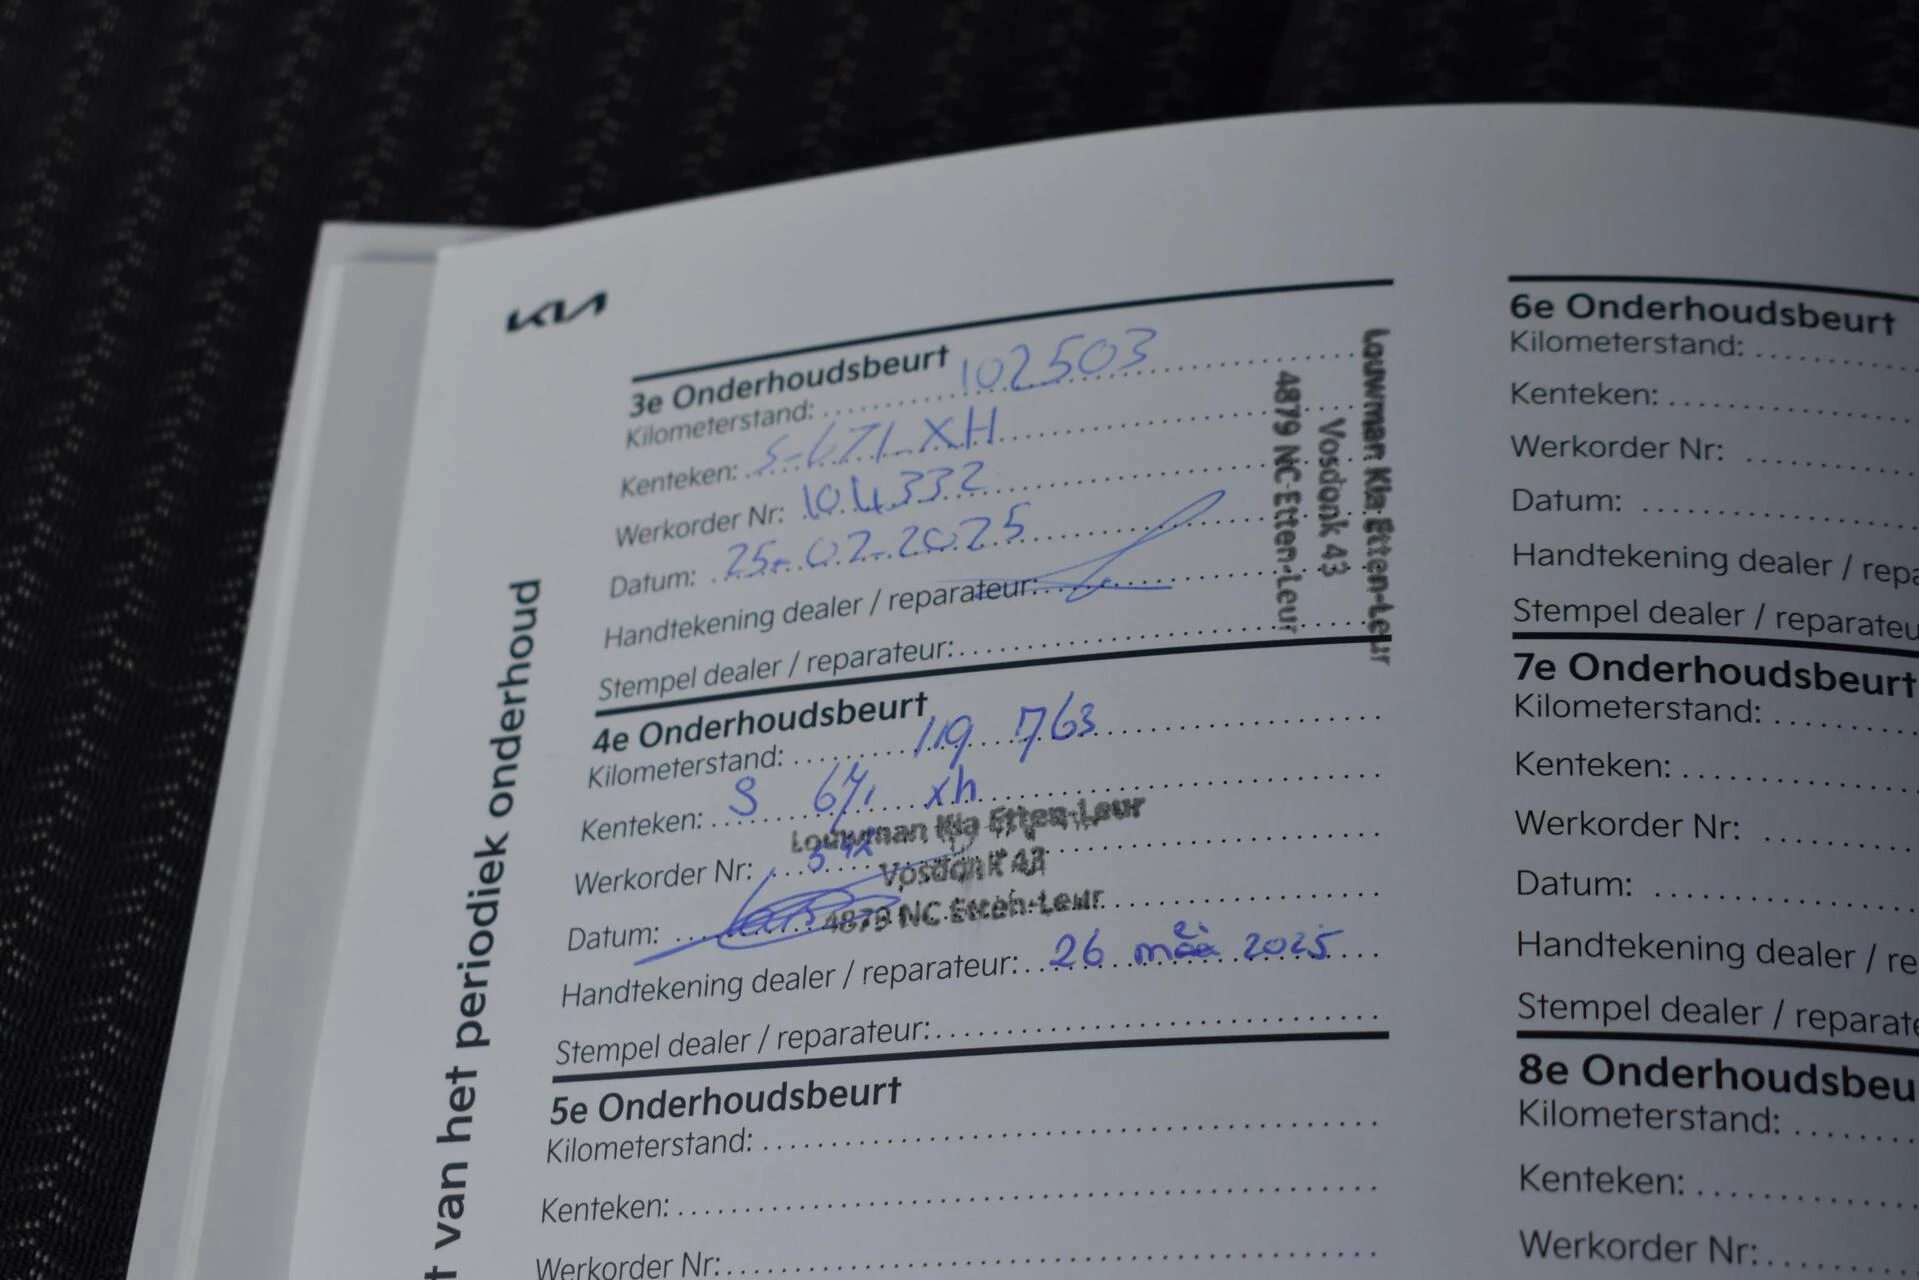 KIA
t van het periodiek onderhoud
3e Onderhoudsbeurt
Kilometerstand: 102503
Kenteken: S-671-XH
Werkorder Nr: 104332
Datum: 25-02-2025
Handtekening dealer / reparateur:
Stempel dealer / reparateur:
Louwman Kia Etten-Leur
Vosdonk 43
4879 NC Etten-Leur
4e Onderhoudsbeurt
Kilometerstand: 119 763
Kenteken: S 671 xh
Werkorder Nr:
Louwman Kia Etten-Leur
Vosdonk 43
4879 NC Etten-Leur
Datum:
Handtekening dealer / reparateur: 26 mei 2025
Stempel dealer / reparateur:
5e Onderhoudsbeurt
Kilometerstand:
Kenteken:
Werkorder Nr:
6e Onderhoudsbeurt
Kilometerstand:
Kenteken:
Werkorder Nr:
Datum:
Handtekening dealer / repa
Stempel dealer / reparateu
7e Onderhoudsbeurt
Kilometerstand:
Kenteken:
Werkorder Nr:
Datum:
Handtekening dealer / re
Stempel dealer / reparate
8e Onderhoudsbeu
Kilometerstand:
Kenteken:
Werkorder Nr: